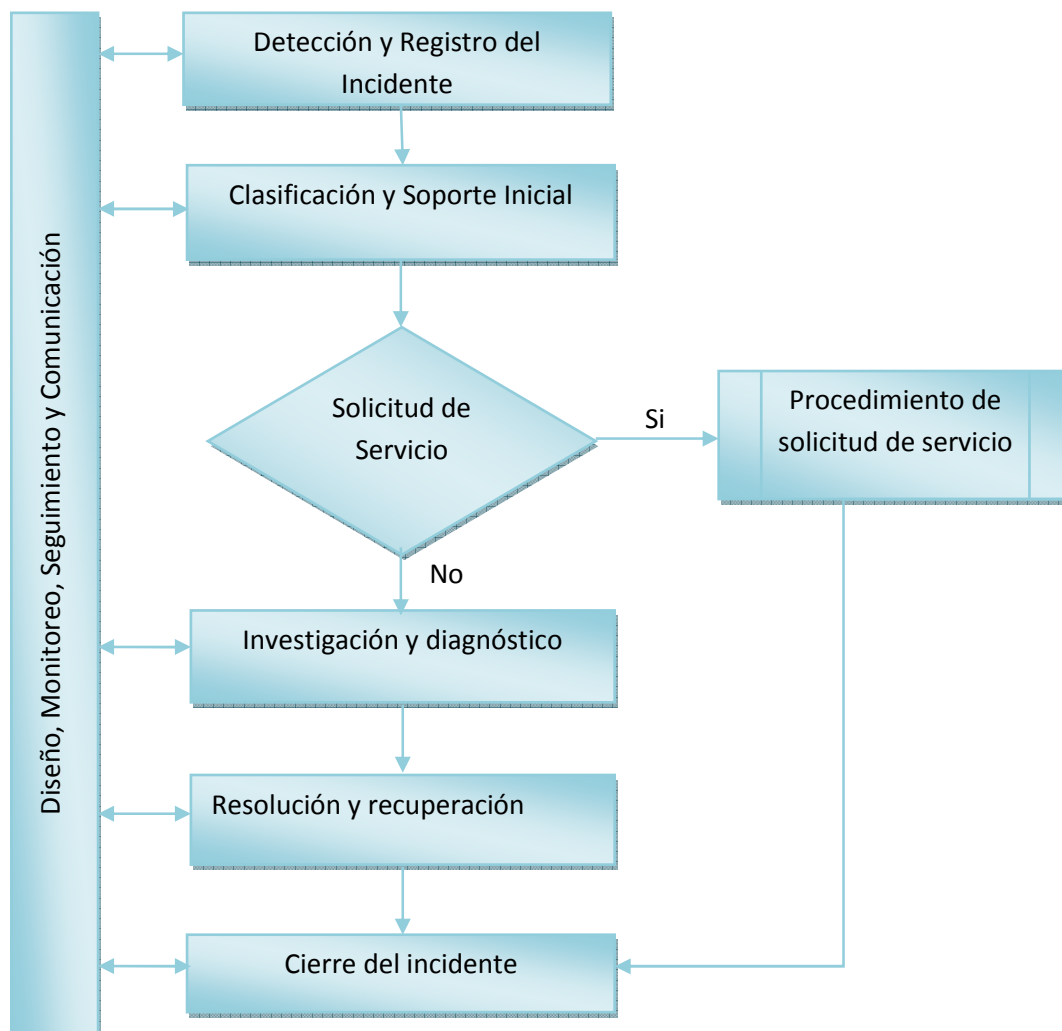 Detección y Registro del
Incidente
Clasificación y Soporte Inicial
Solicitud de
Servicio
Si
Procedimiento de
solicitud de servicio
No
Investigación y diagnóstico
Resolución y recuperación
Cierre del incidente
Diseño, Monitoreo, Seguimiento y Comunicación